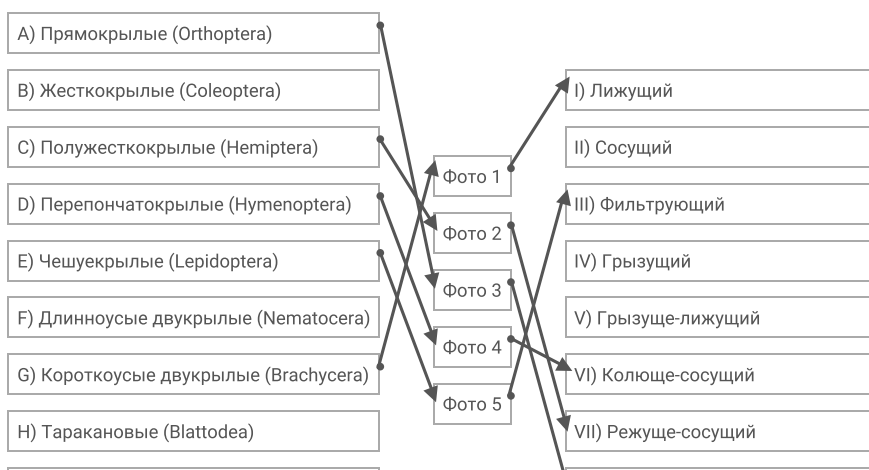 A) Прямокрылые (Orthoptera)
B) Жесткокрылые (Coleoptera)
C) Полужесткокрылые (Hemiptera)
D) Перепончатокрылые (Hymenoptera)
E) Чешуекрылые (Lepidoptera)
F) Длинноусые двукрылые (Nematocera)
G) Короткоусые двукрылые (Brachycera)
H) Таракановые (Blattodea)
Фото 1
Фото 2
Фото 3
Фото 4
Фото 5
I) Лижущий
II) Сосущий
III) Фильтрующий
IV) Грызущий
V) Грызуще-лижущий
VI) Колюще-сосущий
VII) Режуще-сосущий